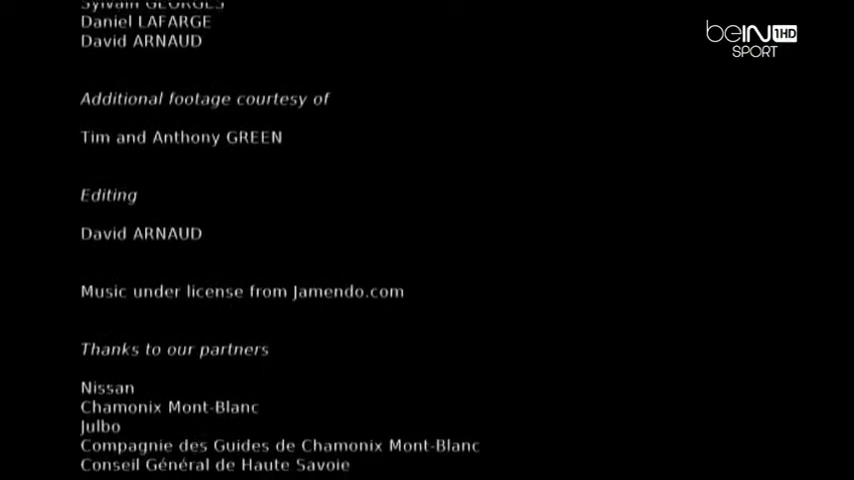 Sylvain GEORGES
Daniel LAFARGE
David ARNAUD
Additional footage courtesy of
Tim and Anthony GREEN
Editing
David ARNAUD
Music under license from Jamendo.com
Thanks to our partners
Nissan
Chamonix Mont-Blanc
Julbo
Compagnie des Guides de Chamonix Mont-Blanc
Conseil Général de Haute Savoie
beIN 1HD
SPORT